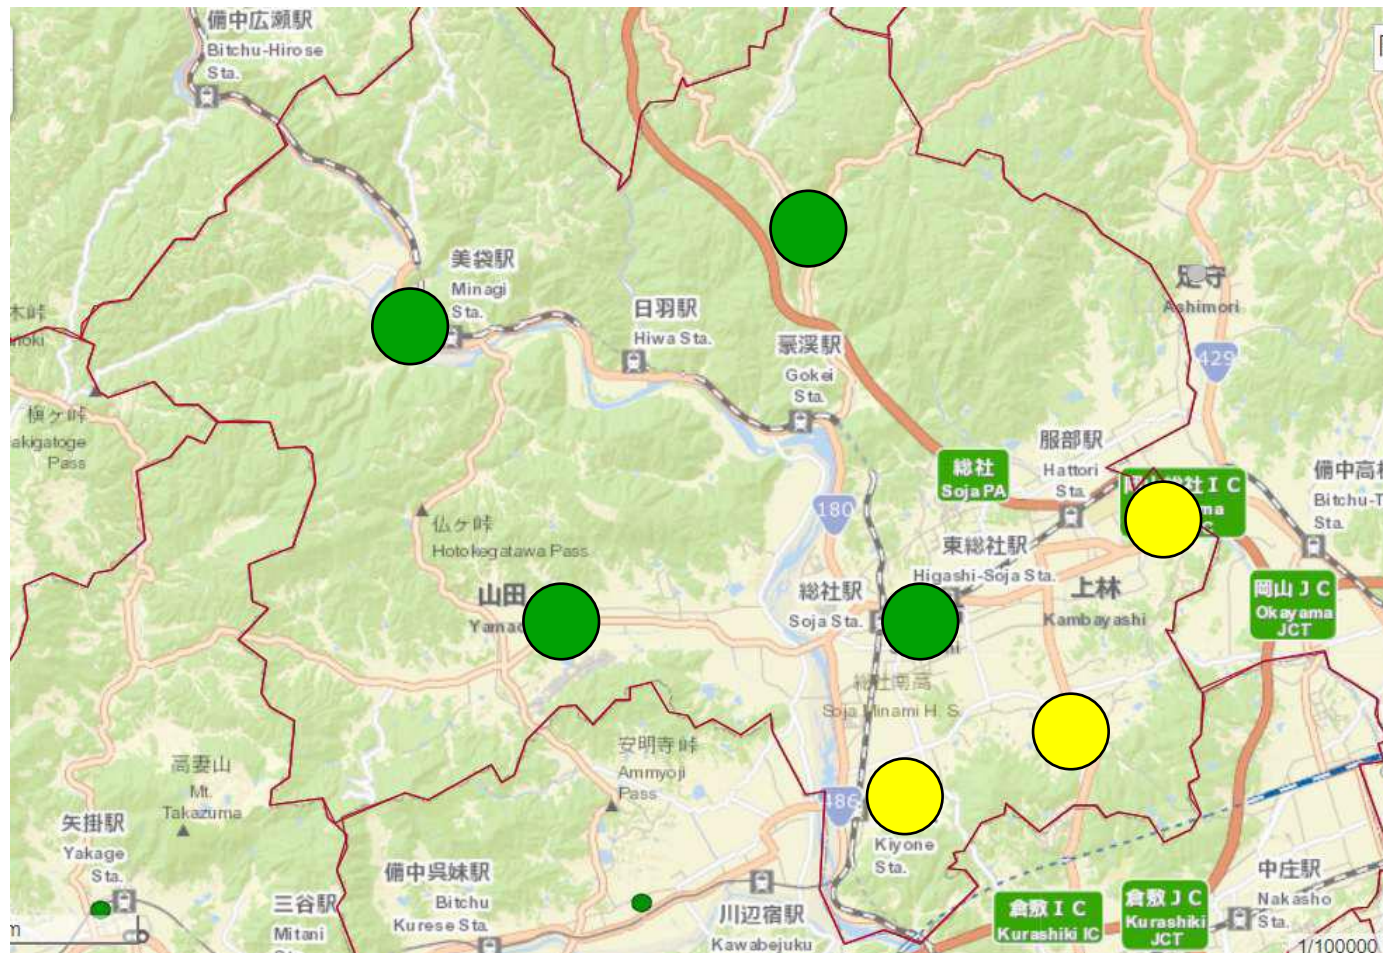 備中広瀬駅
Bitchu-Hirose
Sta.
美袋駅
Minagi
Sta.
日羽駅
Hiwa Sta.
豪渓駅
Gokei
Sta.
足守
Ashimori
429
木峠
槇ヶ峠
akigatoge
Pass
服部駅
Hattori
Sta.
総社
Soja PA
社ＩＣ
備中高
Bitchu-T
Sta.
180
仏ヶ峠
Hotokegatawa Pass
東総社駅
Higashi-Soja Sta.
山田
総社駅
Soja Sta.
上林
Kambayashi
岡山ＪＣ
Okayama
JCT
総社南高
Soja Minami H. S.
安明寺峠
Ammyoji
Pass
高妻山
Mt.
Takazuma
486
Kiyone
Sta.
矢掛駅
Yakage
Sta.
備中呉妹駅
Bitchu
Kurese Sta.
三谷駅
Mitani
川辺宿駅
Kawabejuku
倉敷ＩＣ
Kurashiki IC
倉敷ＪＣ
Kurashiki
JCT
中庄駅
Nakasho
Sta.
m
1/100000